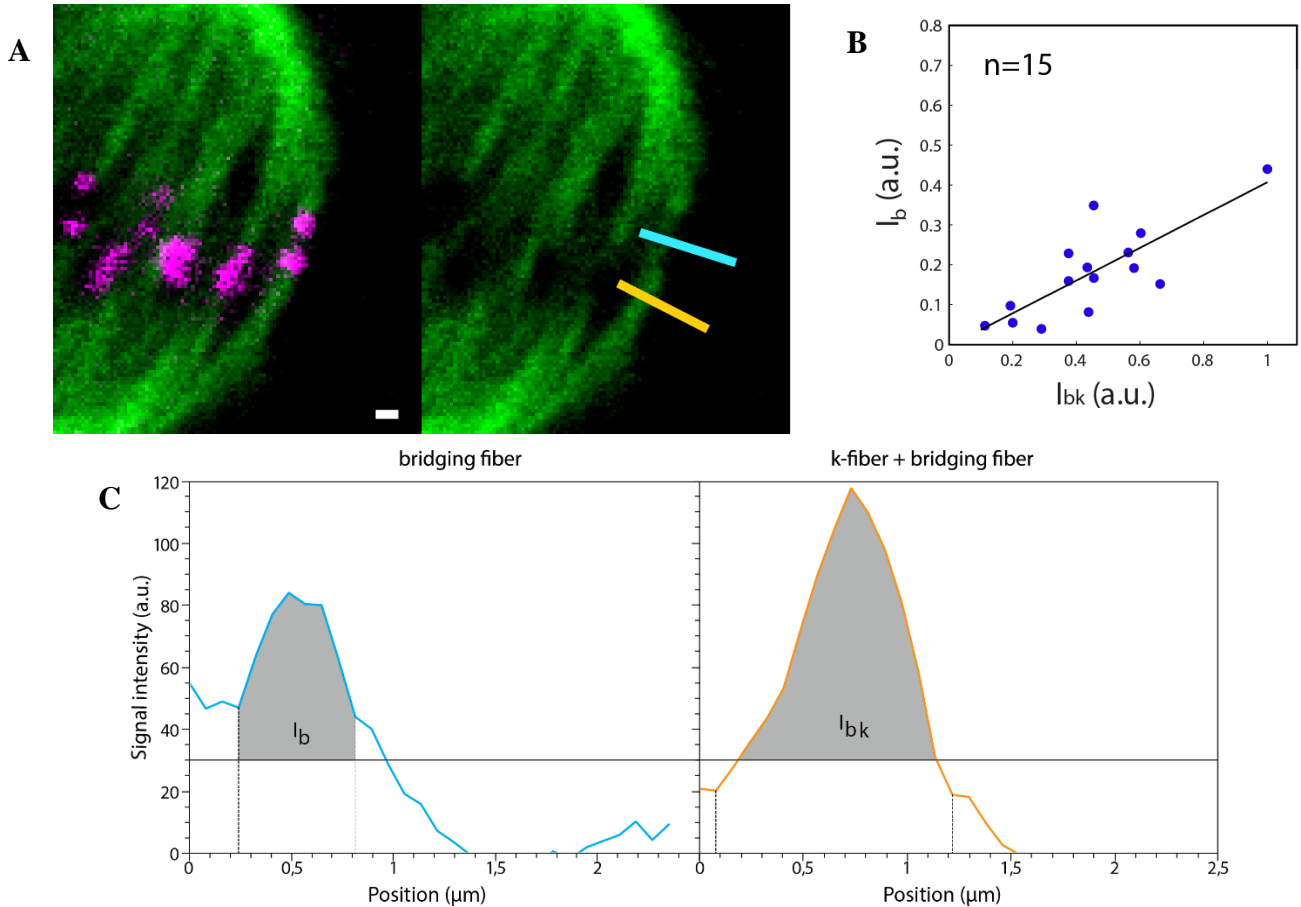 A
B
n=15
0.8
0.7
0.6
0.5
0.4
0.3
0.2
0.1
0
Ib (a.u.)
0 0.2 0.4 0.6 0.8 1
Ibk (a.u.)
C
bridging fiber
k-fiber + bridging fiber
120
100
80
60
40
20
0
Signal intensity (a.u.)
Ib
Ibk
0 0,5 1 1,5 2
0 0,5 1 1,5 2 2,5
Position (μm)
Position (μm)